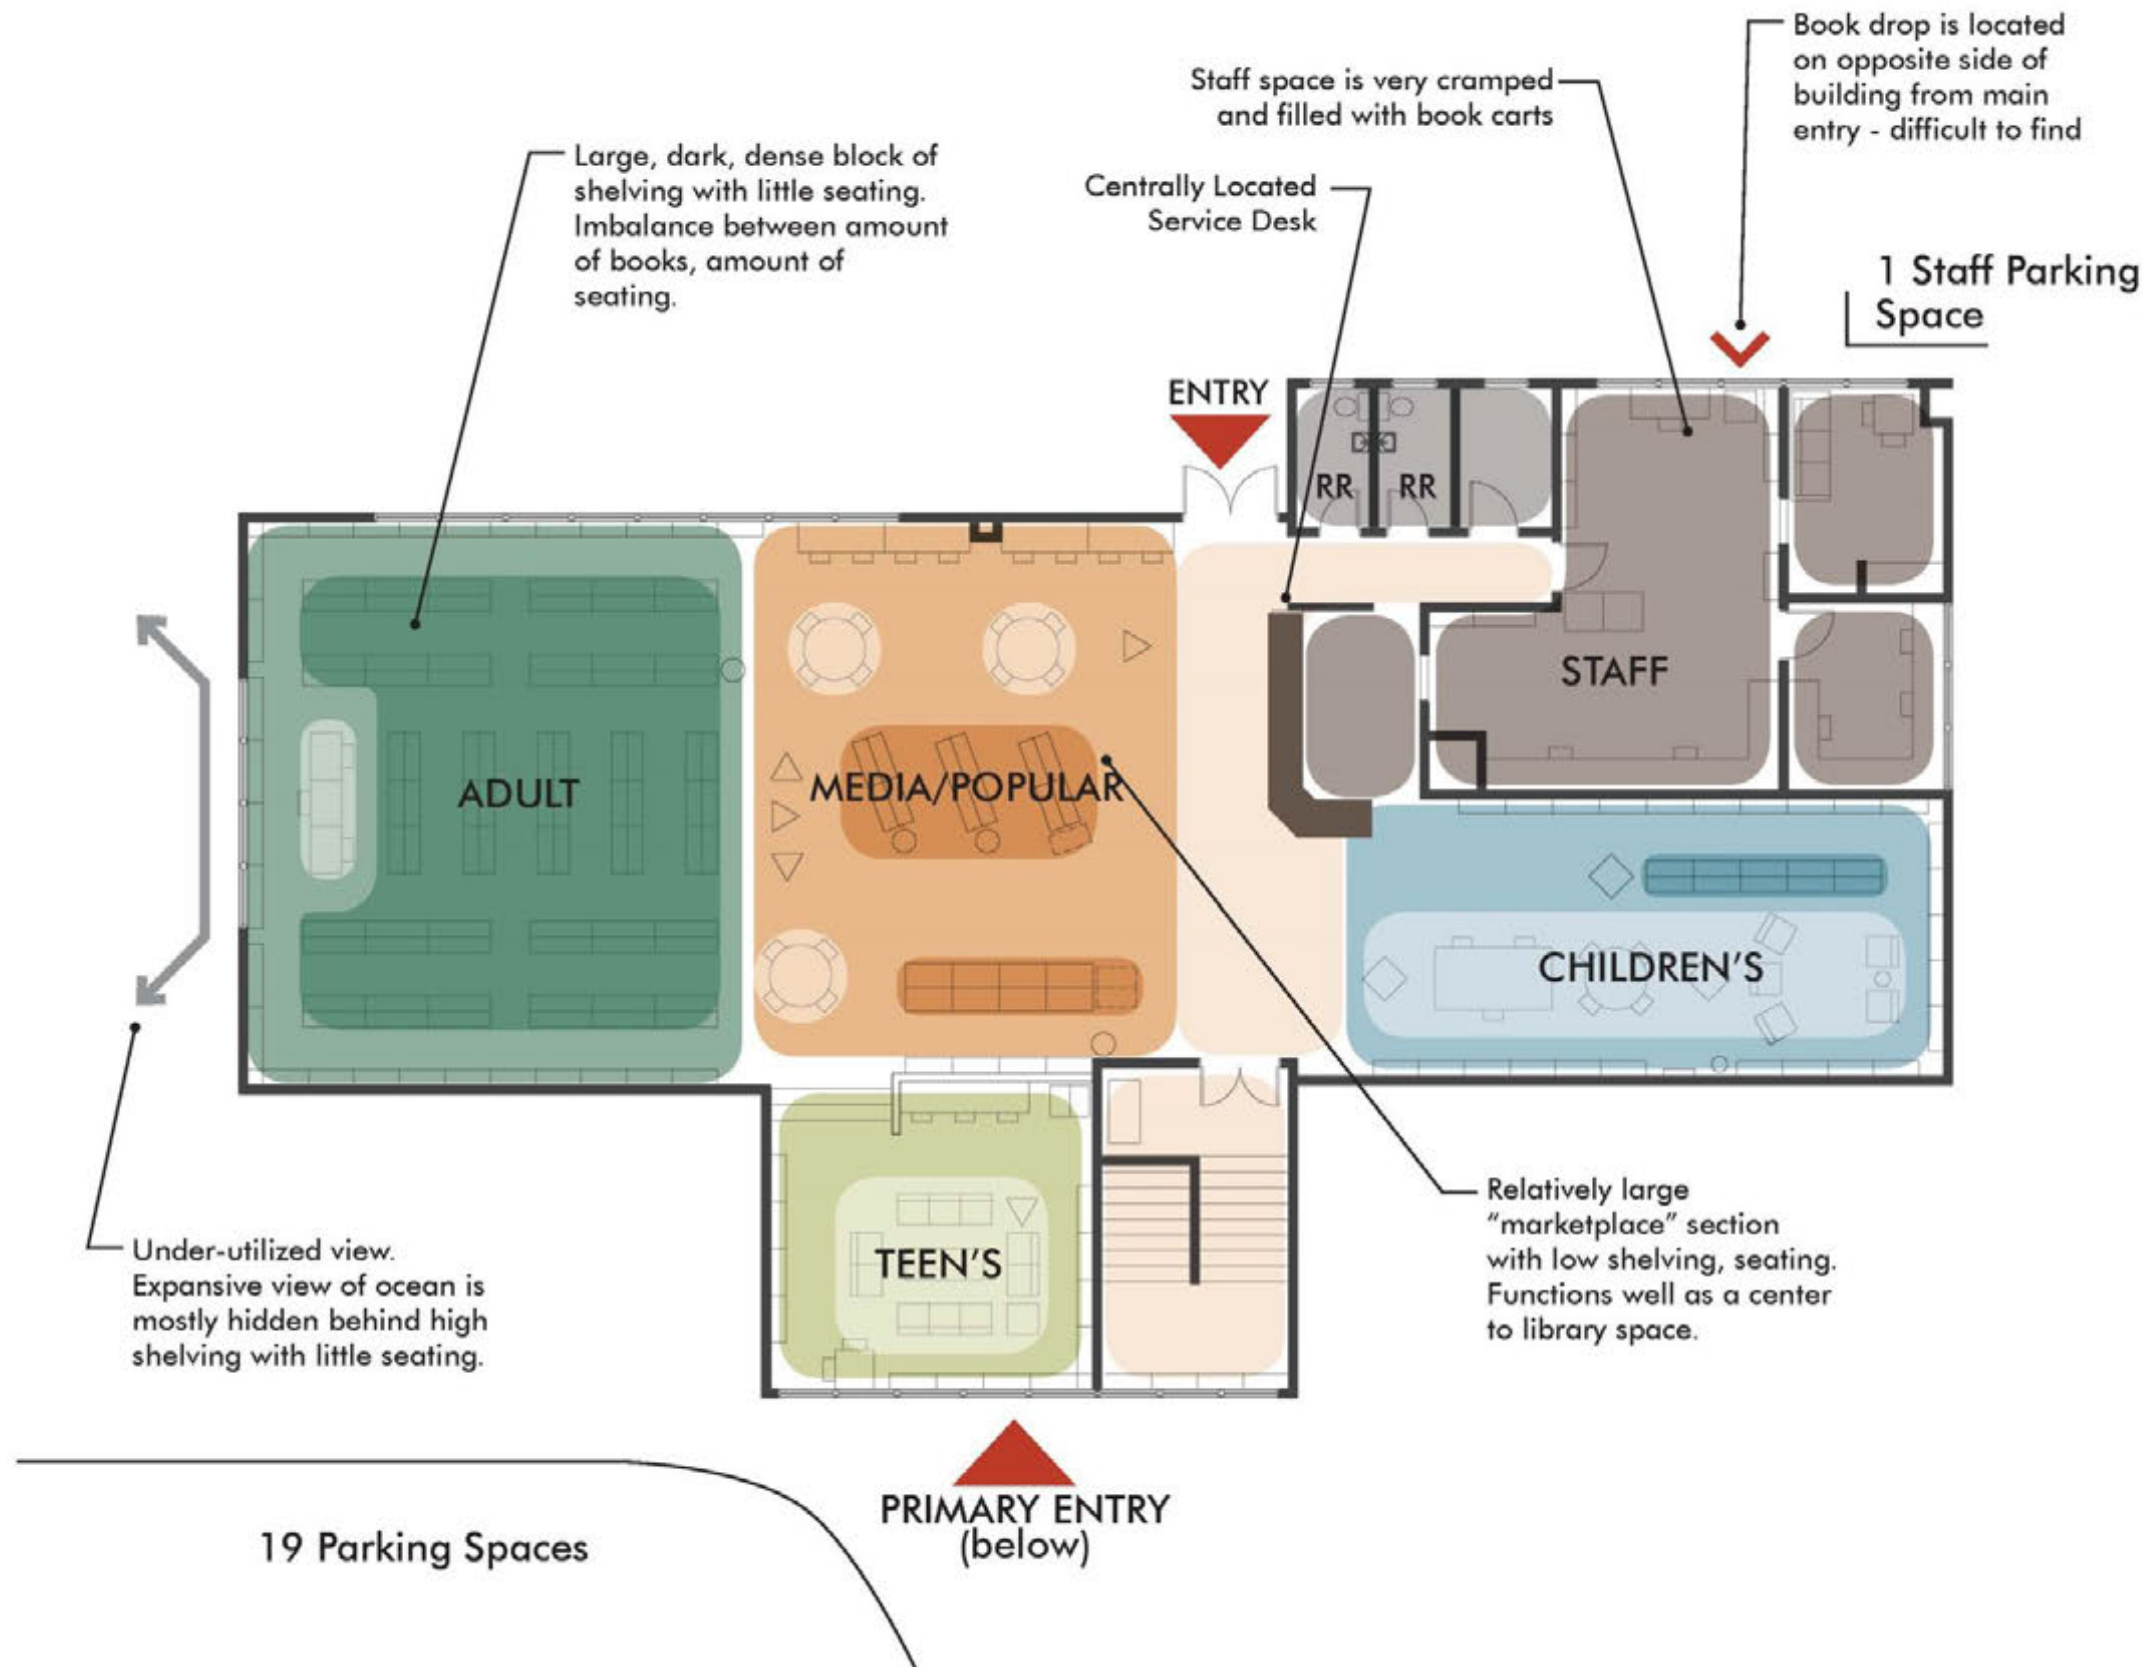 Book drop is located
on opposite side of
building from main
entry - difficult to find
Staff space is very cramped
and filled with book carts
Large, dark, dense block of
shelving with little seating.
Imbalance between amount
of books, amount of
seating.
Centrally Located
Service Desk
1 Staff Parking
Space
ENTRY
RR
RR
STAFF
ADULT
MEDIA/POPULAR
CHILDREN'S
TEEN'S
Relatively large
“marketplace” section
with low shelving, seating.
Functions well as a center
to library space.
Under-utilized view.
Expansive view of ocean is
mostly hidden behind high
shelving with little seating.
PRIMARY ENTRY
(below)
19 Parking Spaces